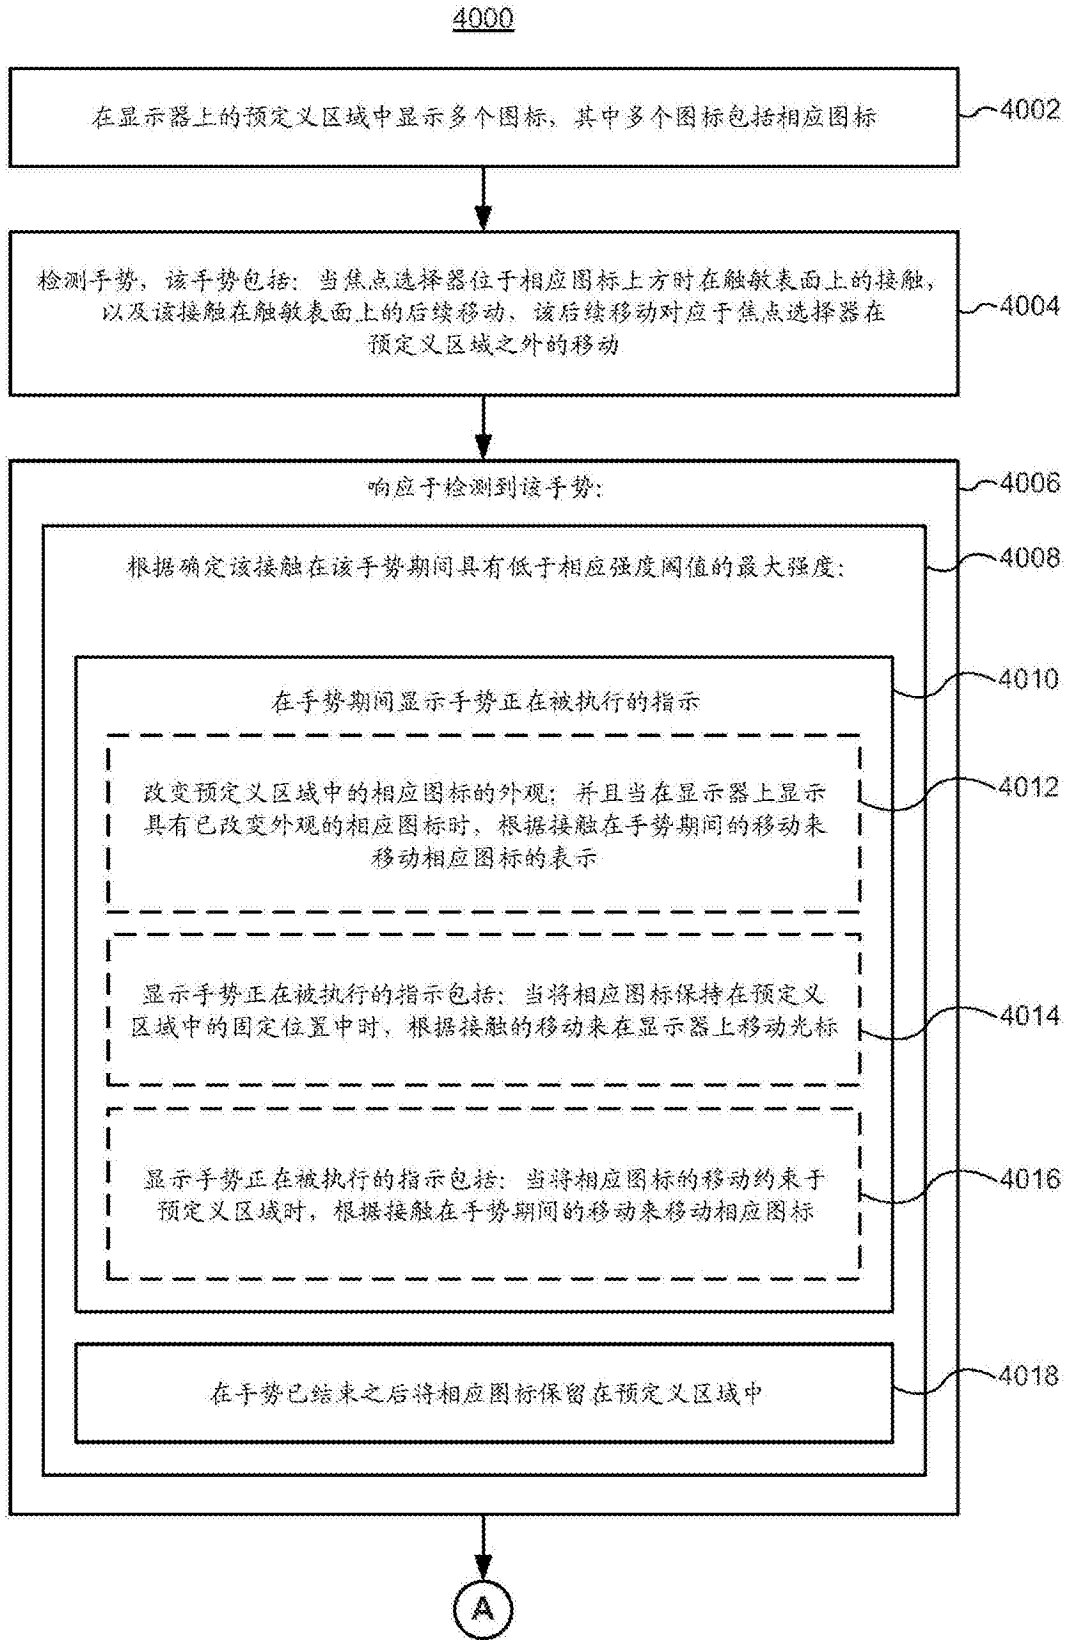 4000
在显示器上的预定义区域中显示多个图标，其中多个图标包括相应图标
4002
检测手势，该手势包括：当焦点选择器位于相应图标上方时在触敏表面上的接触，
以及该接触在触敏表面上的后续移动，该后续移动对应于焦点选择器在
预定义区域之外的移动
4004
响应于检测到该手势：
4006
根据确定该接触在该手势期间具有低于相应强度阈值的最大强度：
4008
在手势期间显示手势正在被执行的指示
4010
改变预定义区域中的相应图标的外观；并且当在显示器上显示
具有已改变外观的相应图标时，根据接触在手势期间的移动来
移动相应图标的表示
4012
显示手势正在被执行的指示包括：当将相应图标保持在预定义
区域中的固定位置中时，根据接触的移动来在显示器上移动光标
4014
显示手势正在被执行的指示包括：当将相应图标的移动约束于
预定义区域时，根据接触在手势期间的移动来移动相应图标
4016
在手势已结束之后将相应图标保留在预定义区域中
4018
A